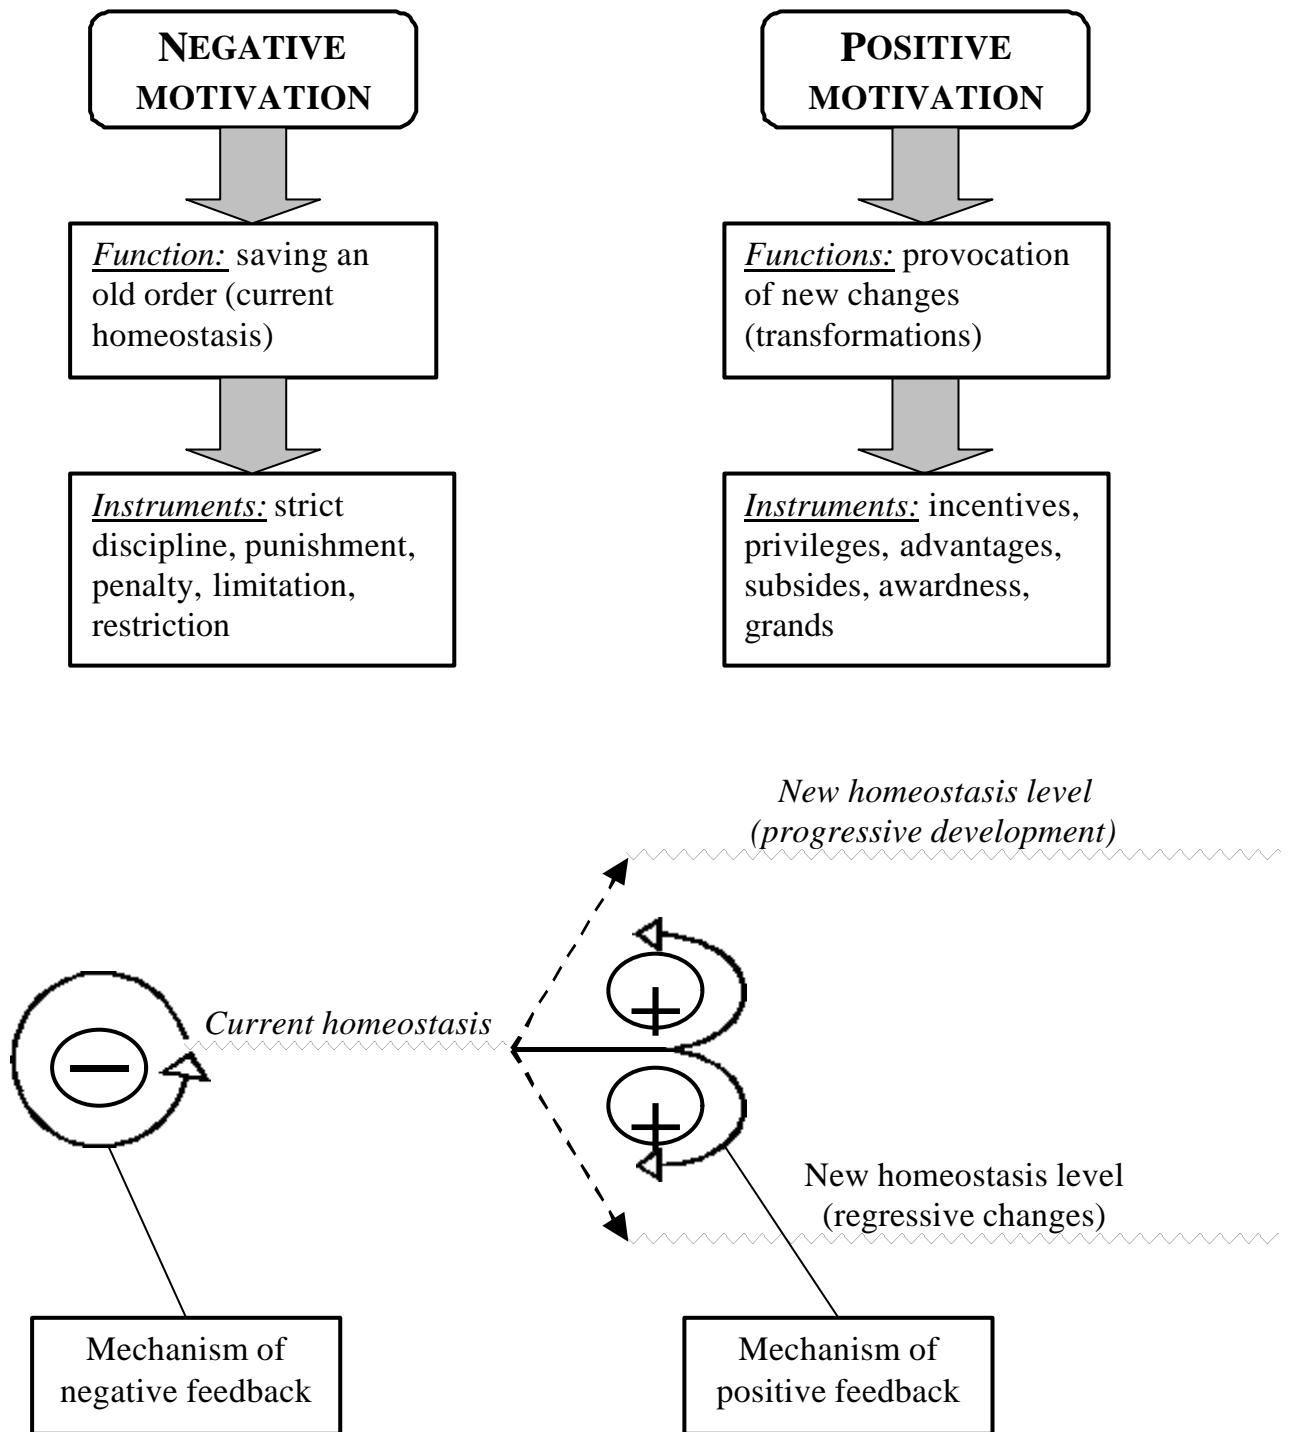 NEGATIVE
MOTIVATION
POSITIVE
MOTIVATION
Function: saving an
old order (current
homeostasis)
Functions: provocation
of new changes
(transformations)
Instruments: strict
discipline, punishment,
penalty, limitation,
restriction
Instruments: incentives,
privileges, advantages,
subsides, awardness,
grands
New homeostasis level
(progressive development)
Current homeostasis
New homeostasis level
(regressive changes)
Mechanism of
negative feedback
Mechanism of
positive feedback